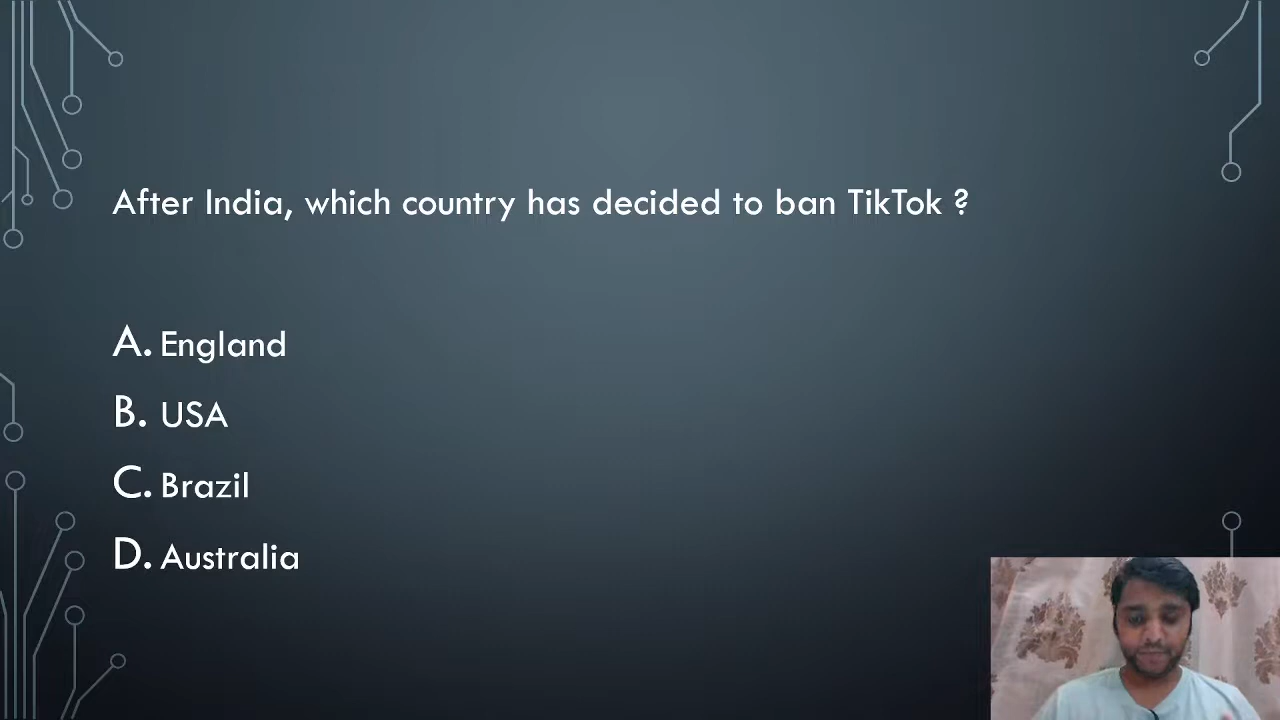 After India, which country has decided to ban TikTok ?
A. England
B. USA
C. Brazil
D. Australia